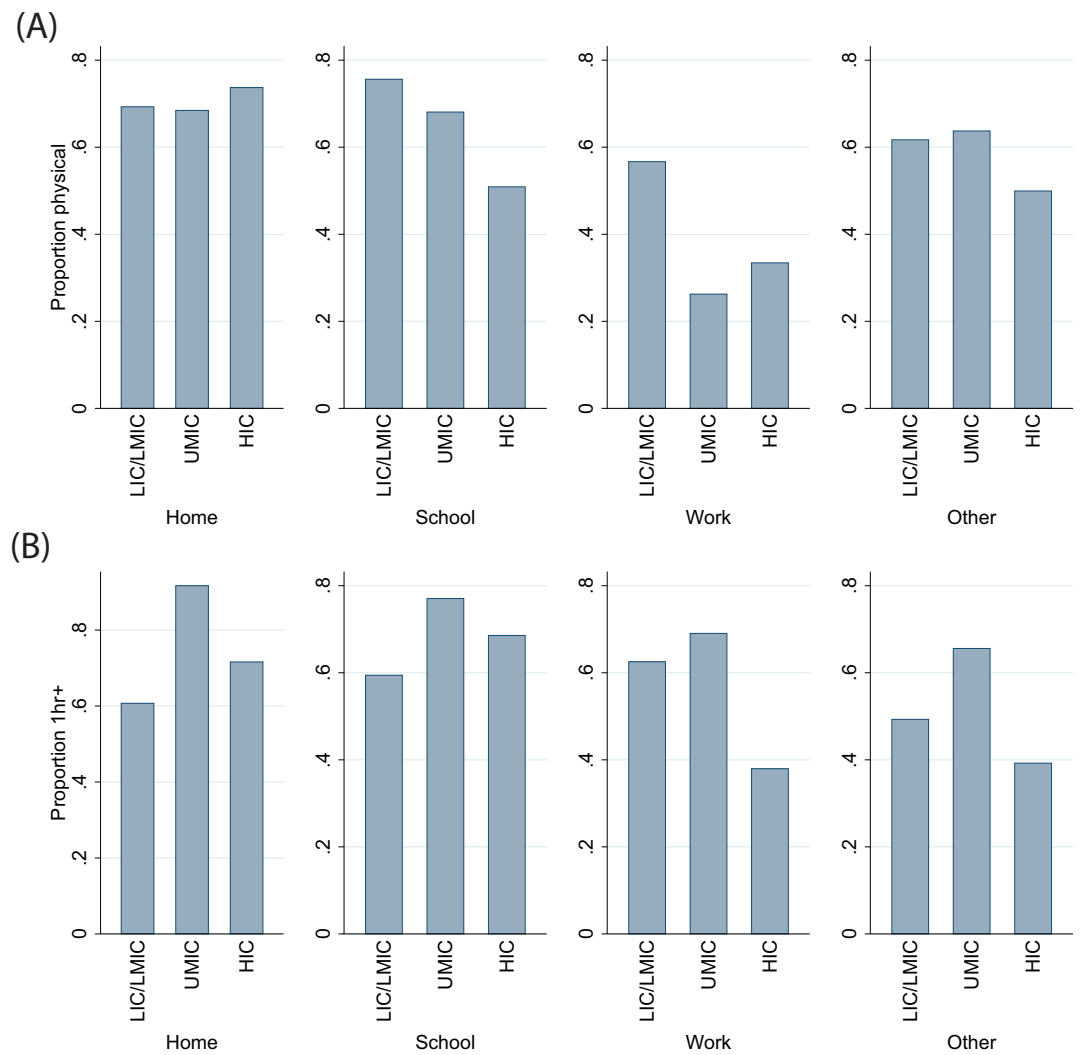 (A)
Proportion physical
0 .2 .4 .6 .8
LIC/LMIC UMIC HIC
Home
0 .2 .4 .6 .8
LIC/LMIC UMIC HIC
School
0 .2 .4 .6 .8
LIC/LMIC UMIC HIC
Work
0 .2 .4 .6 .8
LIC/LMIC UMIC HIC
Other
(B)
Proportion 1hr+
0 .2 .4 .6 .8
LIC/LMIC UMIC HIC
Home
0 .2 .4 .6 .8
LIC/LMIC UMIC HIC
School
0 .2 .4 .6 .8
LIC/LMIC UMIC HIC
Work
0 .2 .4 .6 .8
LIC/LMIC UMIC HIC
Other